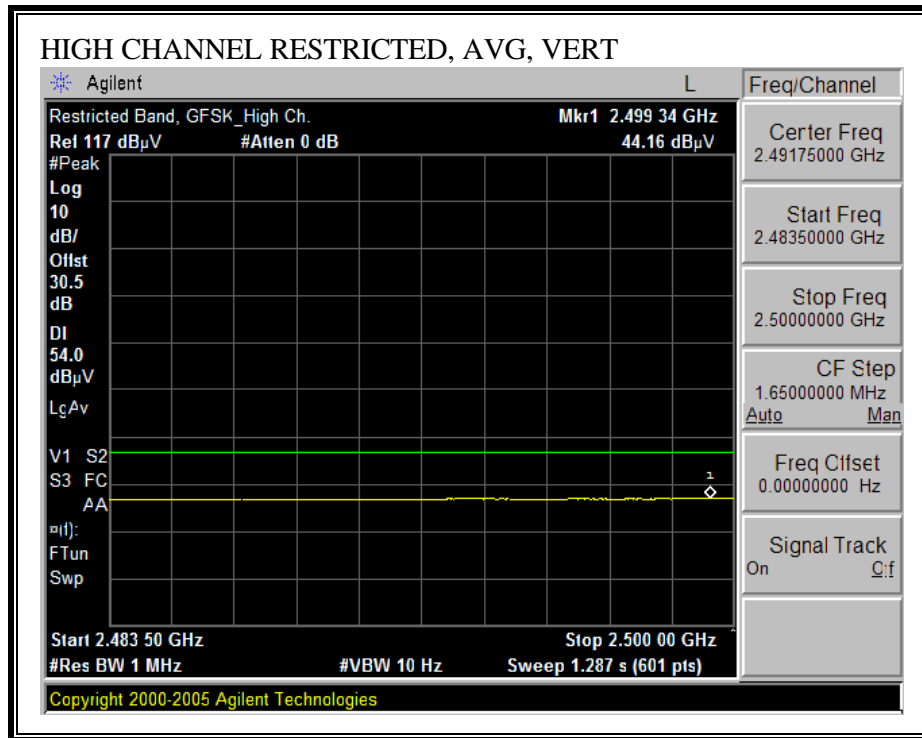 HIGH CHANNEL RESTRICTED, AVG, VERT
Agilent L
Freq/Channel
Restricted Band, GFSK_High Ch. Mkr1 2.499 34 GHz
Ref 117 dBµV #Atten 0 dB 44.16 dBµV
#Peak
Log
10
dB/
Offst
30.5
dB
DI
54.0
dBµV
LgAv
V1 S2
S3 FC
AA
¤(f):
FTun
Swp
1
Start 2.483 50 GHz Stop 2.500 00 GHz ^
#Res BW 1 MHz #VBW 10 Hz Sweep 1.287 s (601 pts)
Copyright 2000-2005 Agilent Technologies
Center Freq
2.49175000 GHz
Start Freq
2.48350000 GHz
Stop Freq
2.50000000 GHz
CF Step
1.65000000 MHz
Auto Man
Freq Offset
0.00000000 Hz
Signal Track
On Off